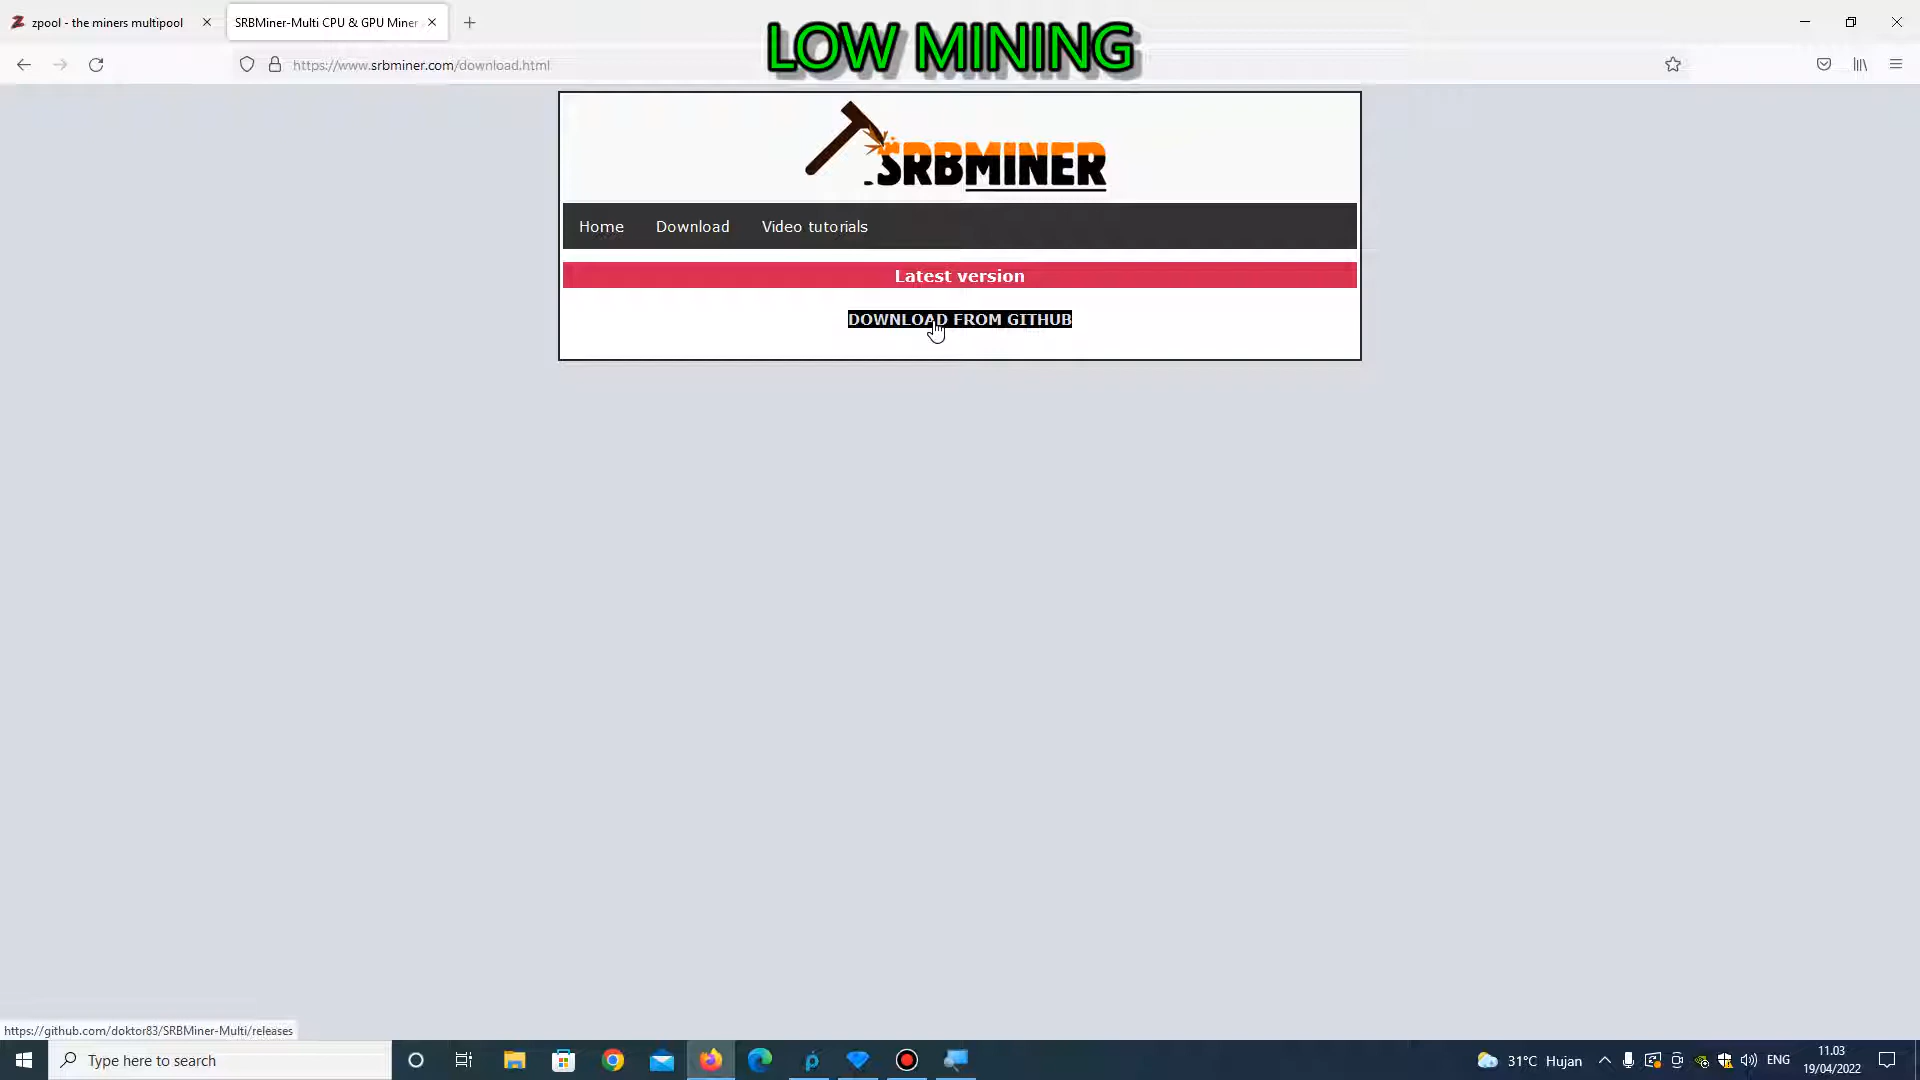 zpool - the miners multipool
SRBMiner-Multi CPU & GPU Miner
LOW MINING
https://www.srbminer.com/download.html
SRBMINER
Home Download Video tutorials
Latest version
DOWNLOAD FROM GITHUB
https://github.com/doktor83/SRBMiner-Multi/releases
Type here to search
31°C Hujan
ENG
11.03
19/04/2022